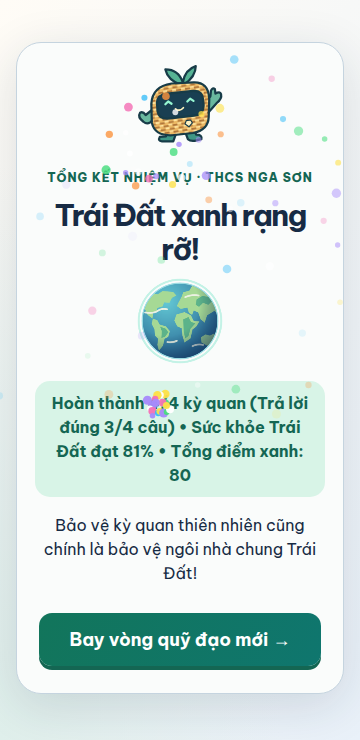 TỔNG KẾT NHIỆM VỤ · THCS NGA SƠN
Trái Đất xanh rạng
rỡ!
Hoàn thành 4 kỳ quan (Trả lời
đúng 3/4 câu) • Sức khỏe Trái
Đất đạt 81% • Tổng điểm xanh:
80
Bảo vệ kỳ quan thiên nhiên cũng
chính là bảo vệ ngôi nhà chung Trái
Đất!
Bay vòng quỹ đạo mới →